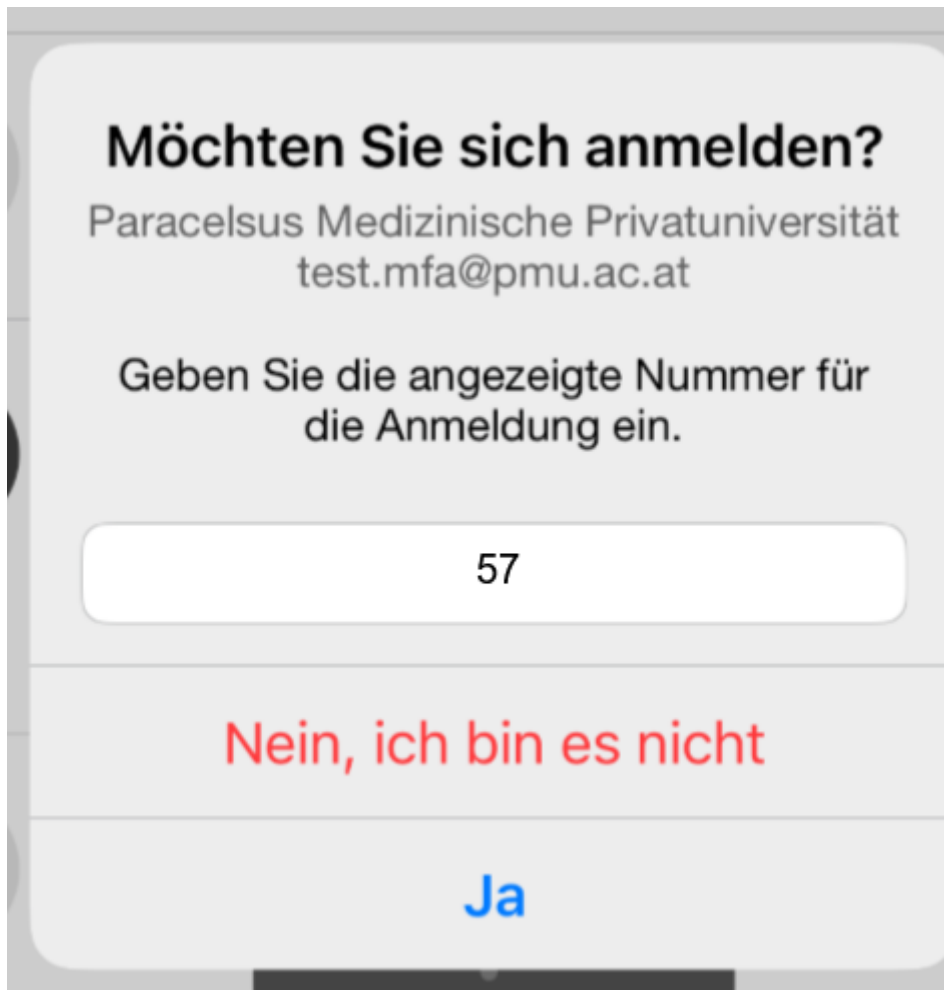 Möchten Sie sich anmelden?
Paracelsus Medizinische Privatuniversität
test.mfa@pmu.ac.at
Geben Sie die angezeigte Nummer für
die Anmeldung ein.
57
Nein, ich bin es nicht
Ja